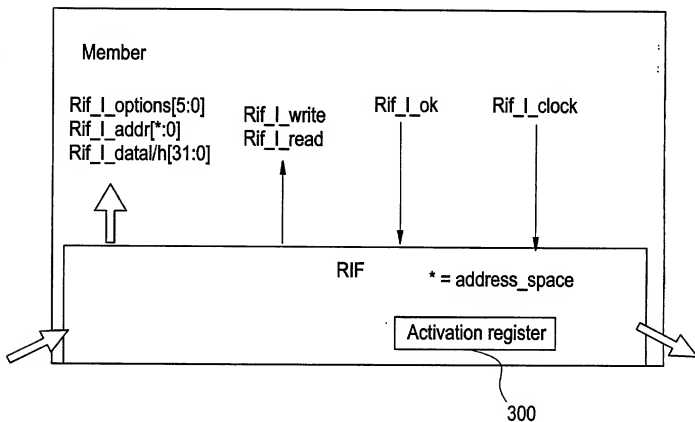 Member
Rif_I_options[5:0]
Rif_I_addr[*:0]
Rif_I_datal/h[31:0]
Rif_I_write
Rif_I_read
Rif_I_ok
Rif_I_clock
RIF
* = address_space
Activation register
300